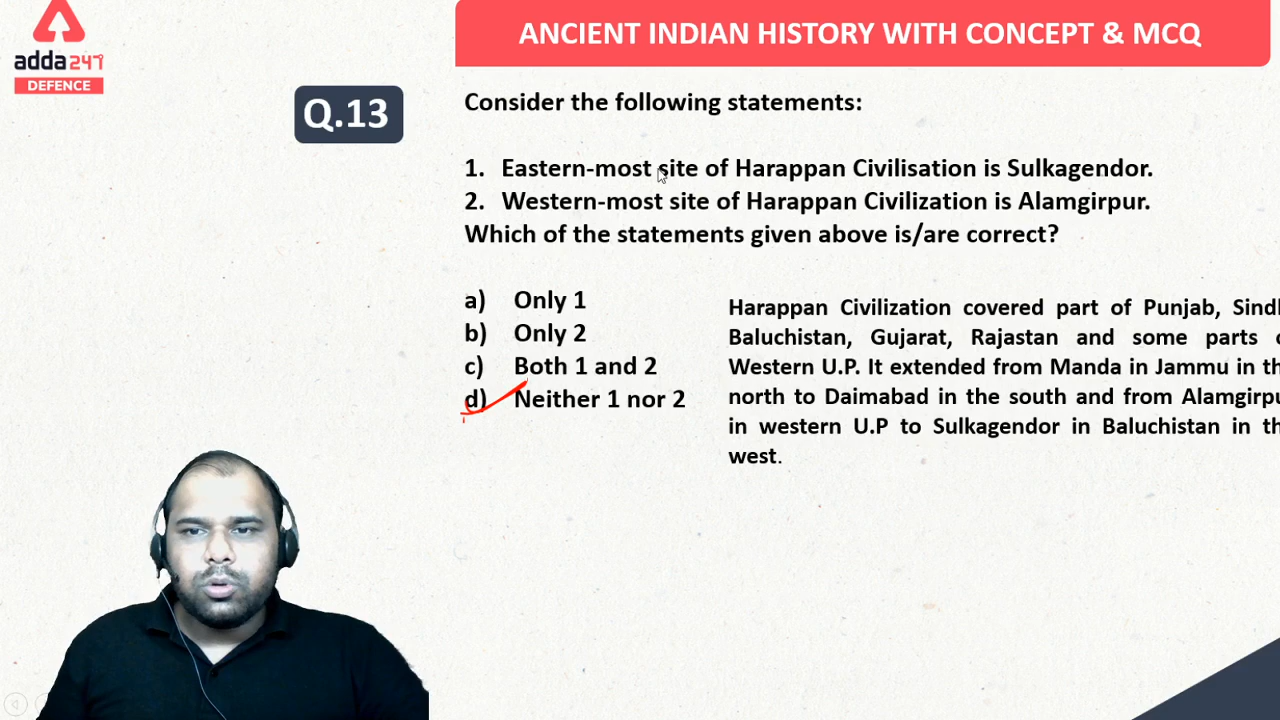 adda247
DEFENCE
ANCIENT INDIAN HISTORY WITH CONCEPT & MCQ
Q.13
Consider the following statements:
1. Eastern-most site of Harappan Civilisation is Sulkagendor.
2. Western-most site of Harappan Civilization is Alamgirpur.
Which of the statements given above is/are correct?
a) Only 1
b) Only 2
c) Both 1 and 2
d) Neither 1 nor 2
Harappan Civilization covered part of Punjab,
Baluchistan, Gujarat, Rajastan and some parts
Western U.P. It extended from Manda in Jammu in
north to Daimabad in the south and from
in western U.P to Sulkagendor in Baluchistan in
west.